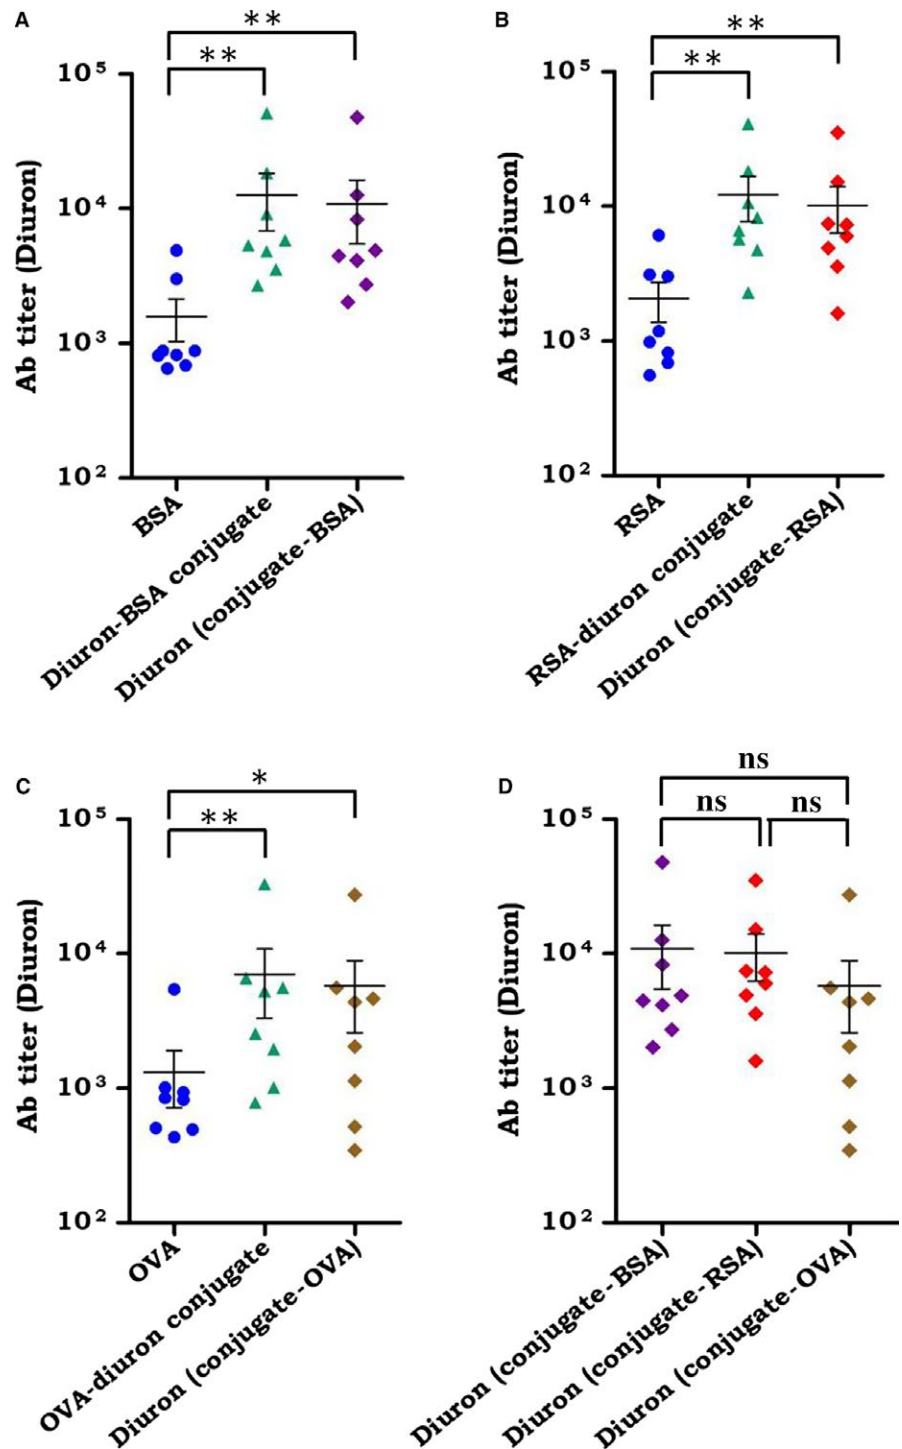 A
**
**
10⁵
10⁴
10³
10²
Ab titer (Diuron)
BSA
Diuron-BSA conjugate
Diuron (conjugate-BSA)
B
**
**
10⁵
10⁴
10³
10²
Ab titer (Diuron)
RSA
RSA-diuron conjugate
Diuron (conjugate-RSA)
C
*
**
10⁵
10⁴
10³
10²
Ab titer (Diuron)
OVA
OVA-diuron conjugate
Diuron (conjugate-OVA)
D
ns
ns ns
10⁵
10⁴
10³
10²
Ab titer (Diuron)
Diuron (conjugate-BSA)
Diuron (conjugate-RSA)
Diuron (conjugate-OVA)